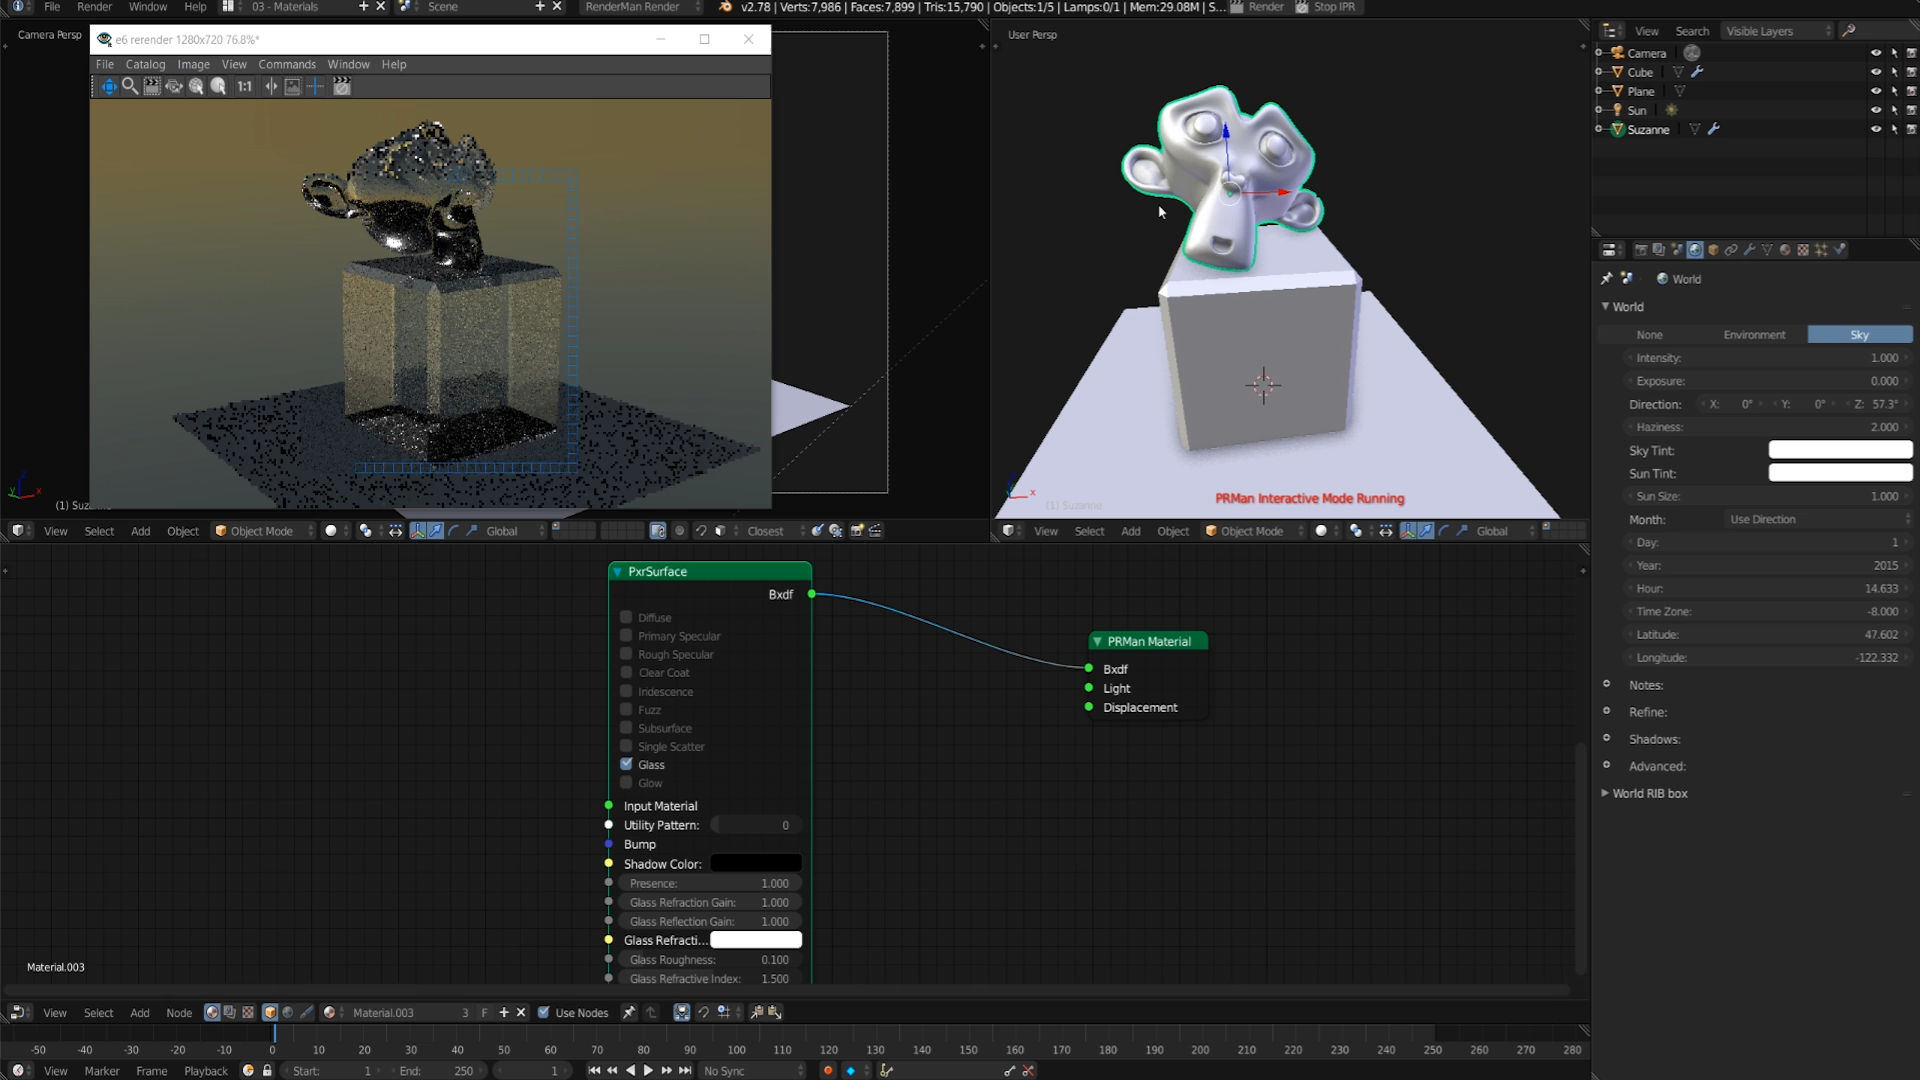 File Render Window Help 03 - Materials Scene RenderMan Render v2.78 | Verts:7,986 | Faces:7,899 | Tris:15,790 | Objects:1/5 | Lamps:0/1 | Mem:29.08M | S... Render Stop IPR
Camera Persp
e6 rerender 1280x720 76.8%*
File Catalog Image View Commands Window Help
1:1
(1) Suza
View Select Add Object Object Mode Global Closest
User Persp
(1) Suzanne
PRMan Interactive Mode Running
View Select Add Object Object Mode Global
View Search Visible Layers
Camera
Cube
Plane
Sun
Suzanne
World
World
None Environment Sky
Intensity: 1.000
Exposure: 0.000
Direction: X: 0° Y: 0° Z: 57.3°
Haziness: 2.000
Sky Tint:
Sun Tint:
Sun Size: 1.000
Month: Use Direction
Day: 1
Year: 2015
Hour: 14.633
Time Zone: -8.000
Latitude: 47.602
Longitude: -122.332
Notes:
Refine:
Shadows:
Advanced:
World RIB box
PxrSurface
Bxdf
Diffuse
Primary Specular
Rough Specular
Clear Coat
Iridescence
Fuzz
Subsurface
Single Scatter
Glass
Glow
Input Material
Utility Pattern: 0
Bump
Shadow Color:
Presence: 1.000
Glass Refraction Gain: 1.000
Glass Reflection Gain: 1.000
Glass Refracti...
Glass Roughness: 0.100
Glass Refractive Index: 1.500
PRMan Material
Bxdf
Light
Displacement
Material.003
View Select Add Node Material.003 3 F Use Nodes
-50 -40 -30 -20 -10 0 10 20 30 40 50 60 70 80 90 100 110 120 130 140 150 160 170 180 190 200 210 220 230 240 250 260 270 280
View Marker Frame Playback Start: 1 End: 250 1 No Sync